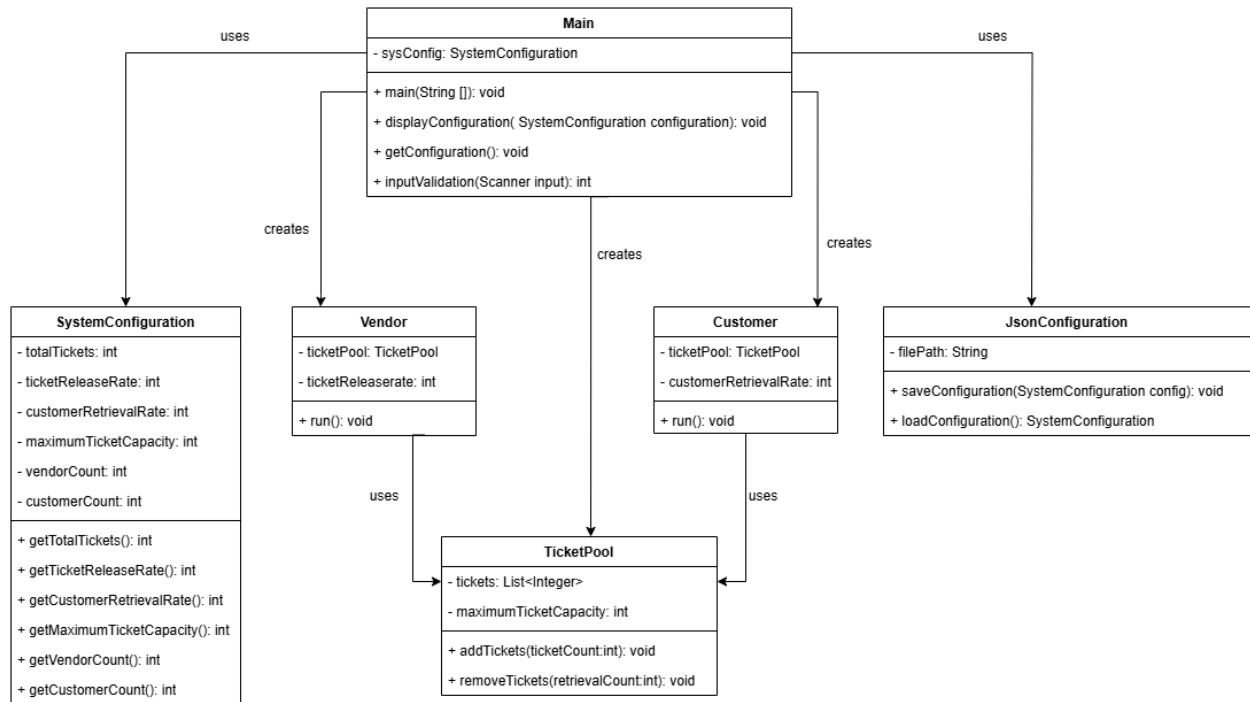 Main
- sysConfig: SystemConfiguration
+ main(String []): void
+ displayConfiguration( SystemConfiguration configuration): void
+ getConfiguration(): void
+ inputValidation(Scanner input): int
uses
uses
creates
creates
creates
SystemConfiguration
- totalTickets: int
- ticketReleaseRate: int
- customerRetrievalRate: int
- maximumTicketCapacity: int
- vendorCount: int
- customerCount: int
+ getTotalTickets(): int
+ getTicketReleaseRate(): int
+ getCustomerRetrievalRate(): int
+ getMaximumTicketCapacity(): int
+ getVendorCount(): int
+ getCustomerCount(): int
Vendor
- ticketPool: TicketPool
- ticketReleaserate: int
+ run(): void
Customer
- ticketPool: TicketPool
- customerRetrievalRate: int
+ run(): void
JsonConfiguration
- filePath: String
+ saveConfiguration(SystemConfiguration config): void
+ loadConfiguration(): SystemConfiguration
uses
uses
TicketPool
- tickets: List<Integer>
- maximumTicketCapacity: int
+ addTickets(ticketCount:int): void
+ removeTickets(retrievalCount:int): void